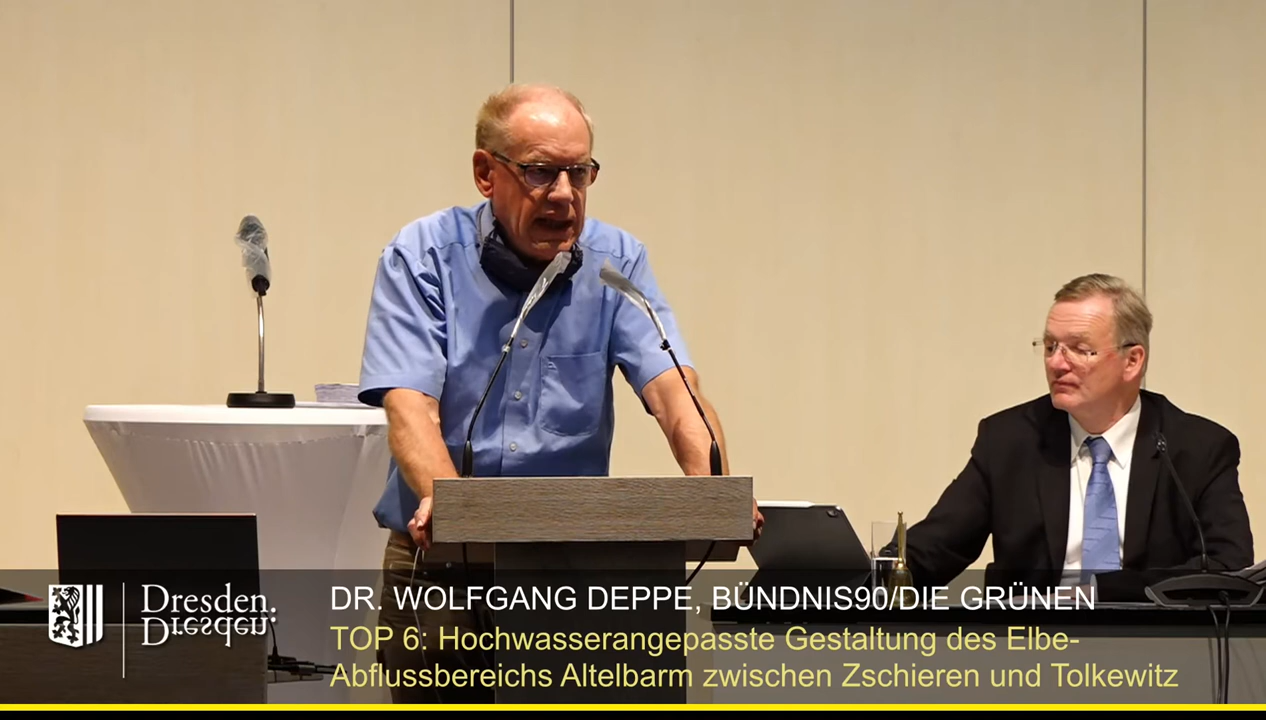 Dresden.
Dresden.
DR. WOLFGANG DEPPE, BÜNDNIS90/DIE GRÜNEN
TOP 6: Hochwasserangepasste Gestaltung des Elbe-
Abflussbereichs Altelbarm zwischen Zschieren und Tolkewitz